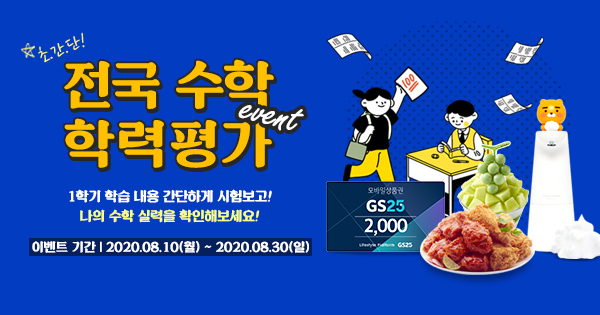 초.간.단!
전국 수학
학력평가
event
1학기 학습 내용 간단하게 시험보고!
나의 수학 실력을 확인해보세요!
이벤트 기간 | 2020.08.10(월) ~ 2020.08.30(일)
100
모바일상품권
GS25
2,000
Lifestyle Platform GS25